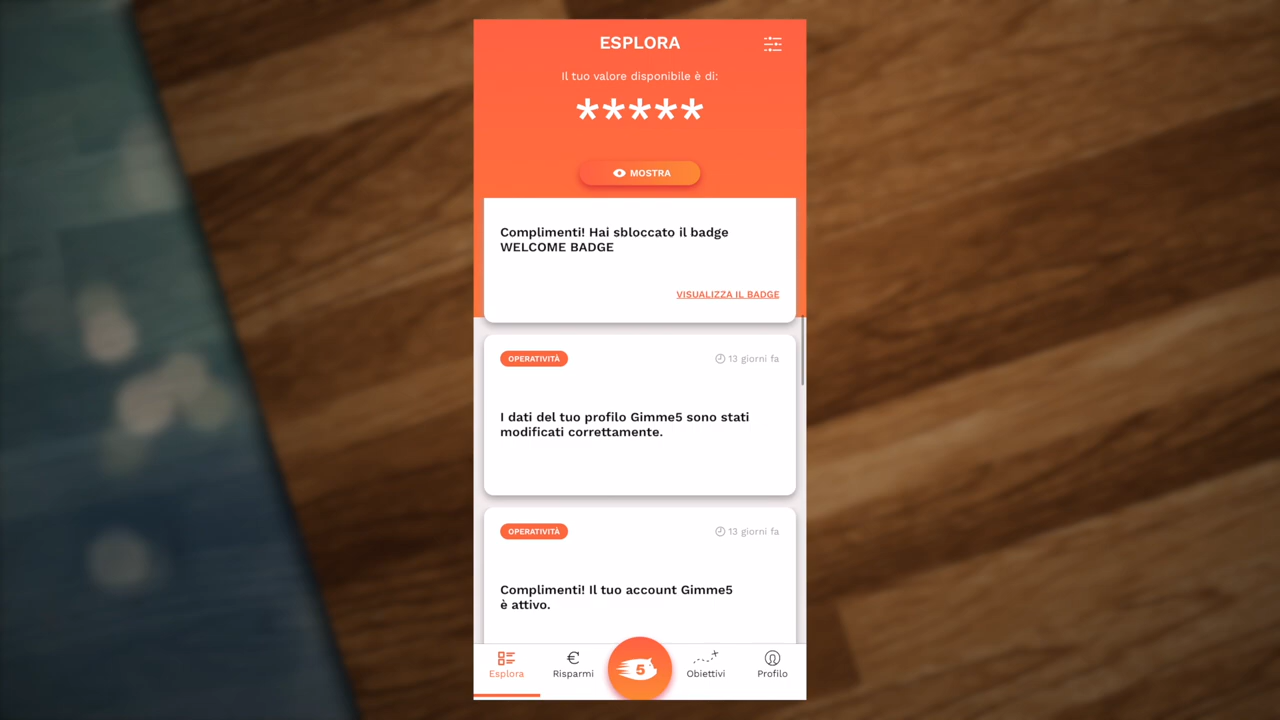 ESPLORA
Il tuo valore disponibile è di:
*****
MOSTRA
Complimenti! Hai sbloccato il badge
WELCOME BADGE
VISUALIZZA IL BADGE
OPERATIVITÀ
13 giorni fa
I dati del tuo profilo Gimme5 sono stati
modificati correttamente.
OPERATIVITÀ
13 giorni fa
Complimenti! Il tuo account Gimme5
è attivo.
5
Esplora
Risparmi
Obiettivi
Profilo